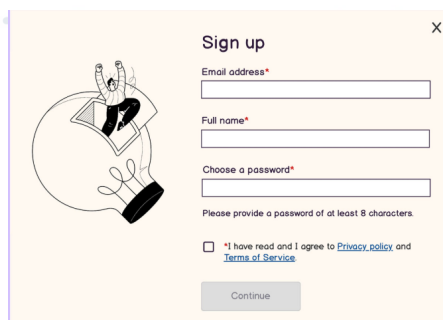 X
Sign up
Email address*
Full name*
Choose a password*
Please provide a password of at least 8 characters.
*I have read and I agree to Privacy policy and
Terms of Service.
Continue